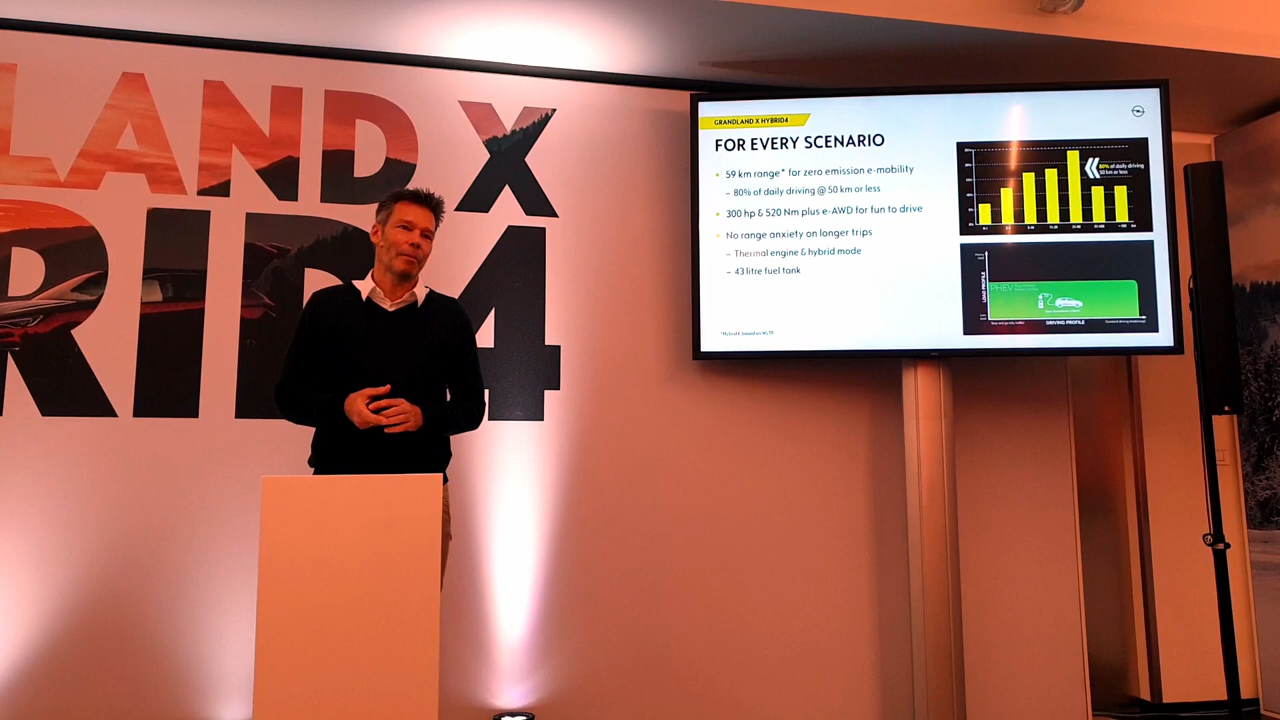 LAND X
RID4
GRANDLAND X HYBRID4
FOR EVERY SCENARIO
• 59 km range* for zero emission e-mobility
– 80% of daily driving @ 50 km or less
• 300 hp & 520 Nm plus e-AWD for fun to drive
• No range anxiety on longer trips
– Thermal engine & hybrid mode
– 43 litre fuel tank
80% of daily driving
50 km or less
PHEV
LOAD PROFILE
DRIVING PROFILE